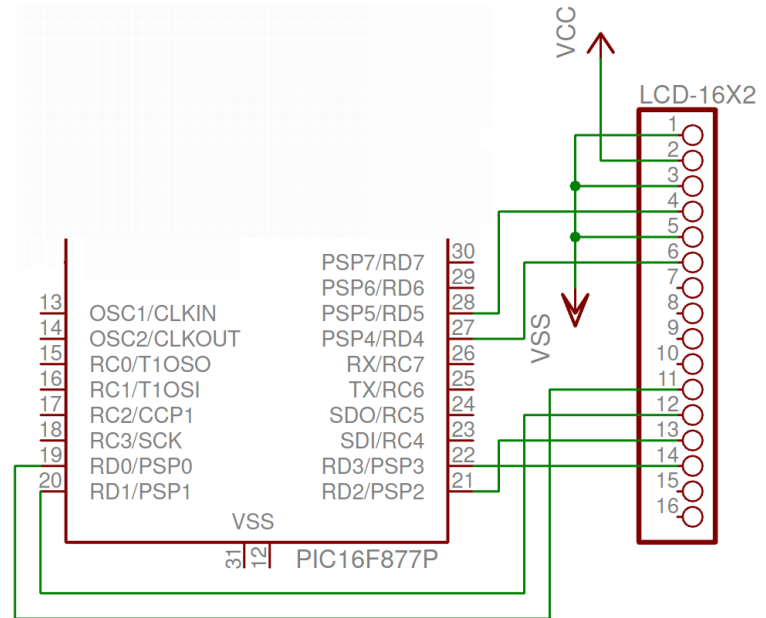 VCC
LCD-16X2
1
2
3
4
5
6
7
8
9
10
11
12
13
14
15
16
VSS
PSP7/RD7 30
PSP6/RD6 29
13 OSC1/CLKIN PSP5/RD5 28
14 OSC2/CLKOUT PSP4/RD4 27
15 RC0/T1OSO RX/RC7 26
16 RC1/T1OSI TX/RC6 25
17 RC2/CCP1 SDO/RC5 24
18 RC3/SCK SDI/RC4 23
19 RD0/PSP0 RD3/PSP3 22
20 RD1/PSP1 RD2/PSP2 21
VSS
31 12 PIC16F877P